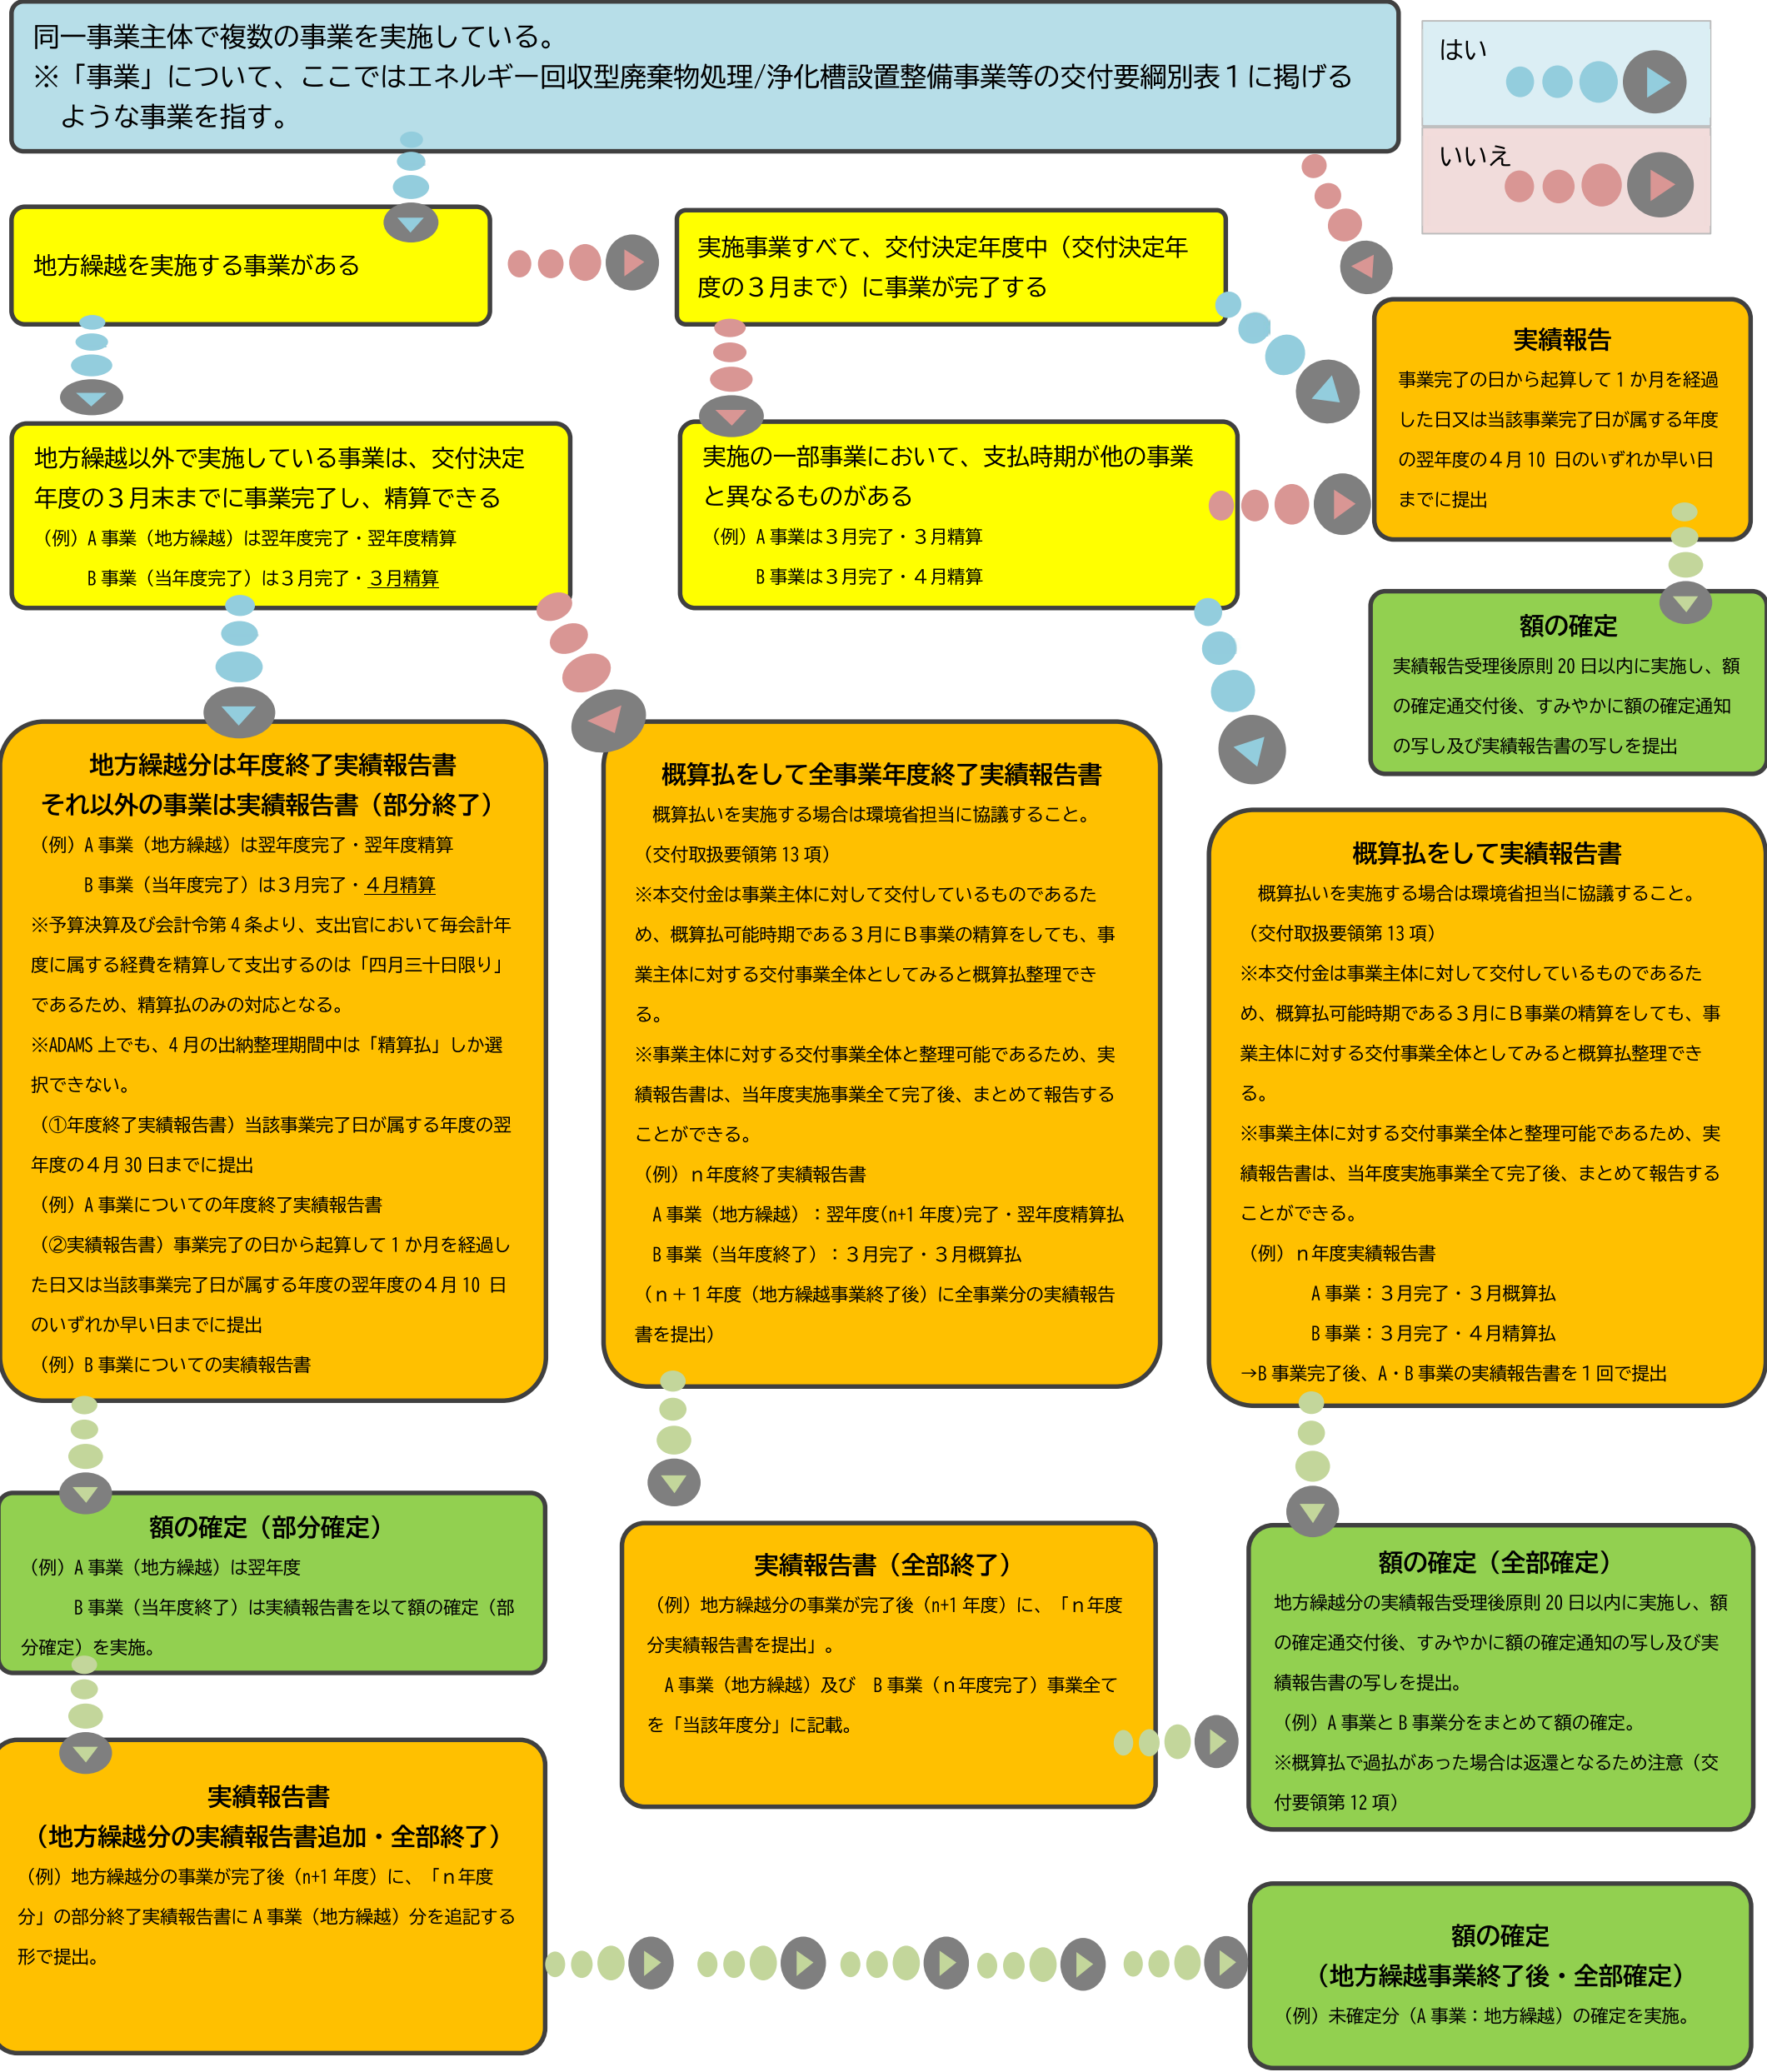 同一事業主体で複数の事業を実施している。
※「事業」について、ここではエネルギー回収型廃棄物処理/浄化槽設置整備事業等の交付要綱別表１に掲げる
ような事業を指す。
はい
いいえ
地方繰越を実施する事業がある
実施事業すべて、交付決定年度中（交付決定年
度の３月まで）に事業が完了する
実績報告
事業完了の日から起算して１か月を経過
した日又は当該事業完了日が属する年度
の翌年度の４月 10 日のいずれか早い日
までに提出
地方繰越以外で実施している事業は、交付決定
年度の３月末までに事業完了し、精算できる
（例）A 事業（地方繰越）は翌年度完了・翌年度精算
B 事業（当年度完了）は３月完了・３月精算
実施の一部事業において、支払時期が他の事業
と異なるものがある
（例）A 事業は３月完了・３月精算
B 事業は３月完了・４月精算
額の確定
実績報告受理後原則 20 日以内に実施し、額
の確定通交付後、すみやかに額の確定通知
の写し及び実績報告書の写しを提出
地方繰越分は年度終了実績報告書
それ以外の事業は実績報告書（部分終了）
（例）A 事業（地方繰越）は翌年度完了・翌年度精算
B 事業（当年度完了）は３月完了・４月精算
※予算決算及び会計令第 4 条より、支出官において毎会計年
度に属する経費を精算して支出するのは「四月三十日限り」
であるため、精算払のみの対応となる。
※ADAMS 上でも、4 月の出納整理期間中は「精算払」しか選
択できない。
（①年度終了実績報告書）当該事業完了日が属する年度の翌
年度の４月 30 日までに提出
（例）A 事業についての年度終了実績報告書
（②実績報告書）事業完了の日から起算して１か月を経過し
た日又は当該事業完了日が属する年度の翌年度の４月 10 日
のいずれか早い日までに提出
（例）B 事業についての実績報告書
概算払をして全事業年度終了実績報告書
概算払いを実施する場合は環境省担当に協議すること。
（交付取扱要領第 13 項）
※本交付金は事業主体に対して交付しているものであるた
め、概算払可能時期である３月にＢ事業の精算をしても、事
業主体に対する交付事業全体としてみると概算払整理でき
る。
※事業主体に対する交付事業全体と整理可能であるため、実
績報告書は、当年度実施事業全て完了後、まとめて報告する
ことができる。
（例）ｎ年度終了実績報告書
A 事業（地方繰越）：翌年度(n+1 年度)完了・翌年度精算払
B 事業（当年度終了）：３月完了・３月概算払
（ｎ＋１年度（地方繰越事業終了後）に全事業分の実績報告
書を提出）
概算払をして実績報告書
概算払いを実施する場合は環境省担当に協議すること。
（交付取扱要領第 13 項）
※本交付金は事業主体に対して交付しているものであるた
め、概算払可能時期である３月にＢ事業の精算をしても、事
業主体に対する交付事業全体としてみると概算払整理でき
る。
※事業主体に対する交付事業全体と整理可能であるため、実
績報告書は、当年度実施事業全て完了後、まとめて報告する
ことができる。
（例）ｎ年度実績報告書
A 事業：３月完了・３月概算払
B 事業：３月完了・４月精算払
→B 事業完了後、A・B 事業の実績報告書を１回で提出
額の確定（部分確定）
（例）A 事業（地方繰越）は翌年度
B 事業（当年度終了）は実績報告書を以て額の確定（部
分確定）を実施。
実績報告書（全部終了）
（例）地方繰越分の事業が完了後（n+1 年度）に、「ｎ年度
分実績報告書を提出」。
A 事業（地方繰越）及び　B 事業（ｎ年度完了）事業全て
を「当該年度分」に記載。
額の確定（全部確定）
地方繰越分の実績報告受理後原則 20 日以内に実施し、額
の確定通交付後、すみやかに額の確定通知の写し及び実
績報告書の写しを提出。
（例）A 事業と B 事業分をまとめて額の確定。
※概算払で過払があった場合は返還となるため注意（交
付要領第 12 項）
実績報告書
（地方繰越分の実績報告書追加・全部終了）
（例）地方繰越分の事業が完了後（n+1 年度）に、「ｎ年度
分」の部分終了実績報告書に A 事業（地方繰越）分を追記する
形で提出。
額の確定
（地方繰越事業終了後・全部確定）
（例）未確定分（A 事業：地方繰越）の確定を実施。